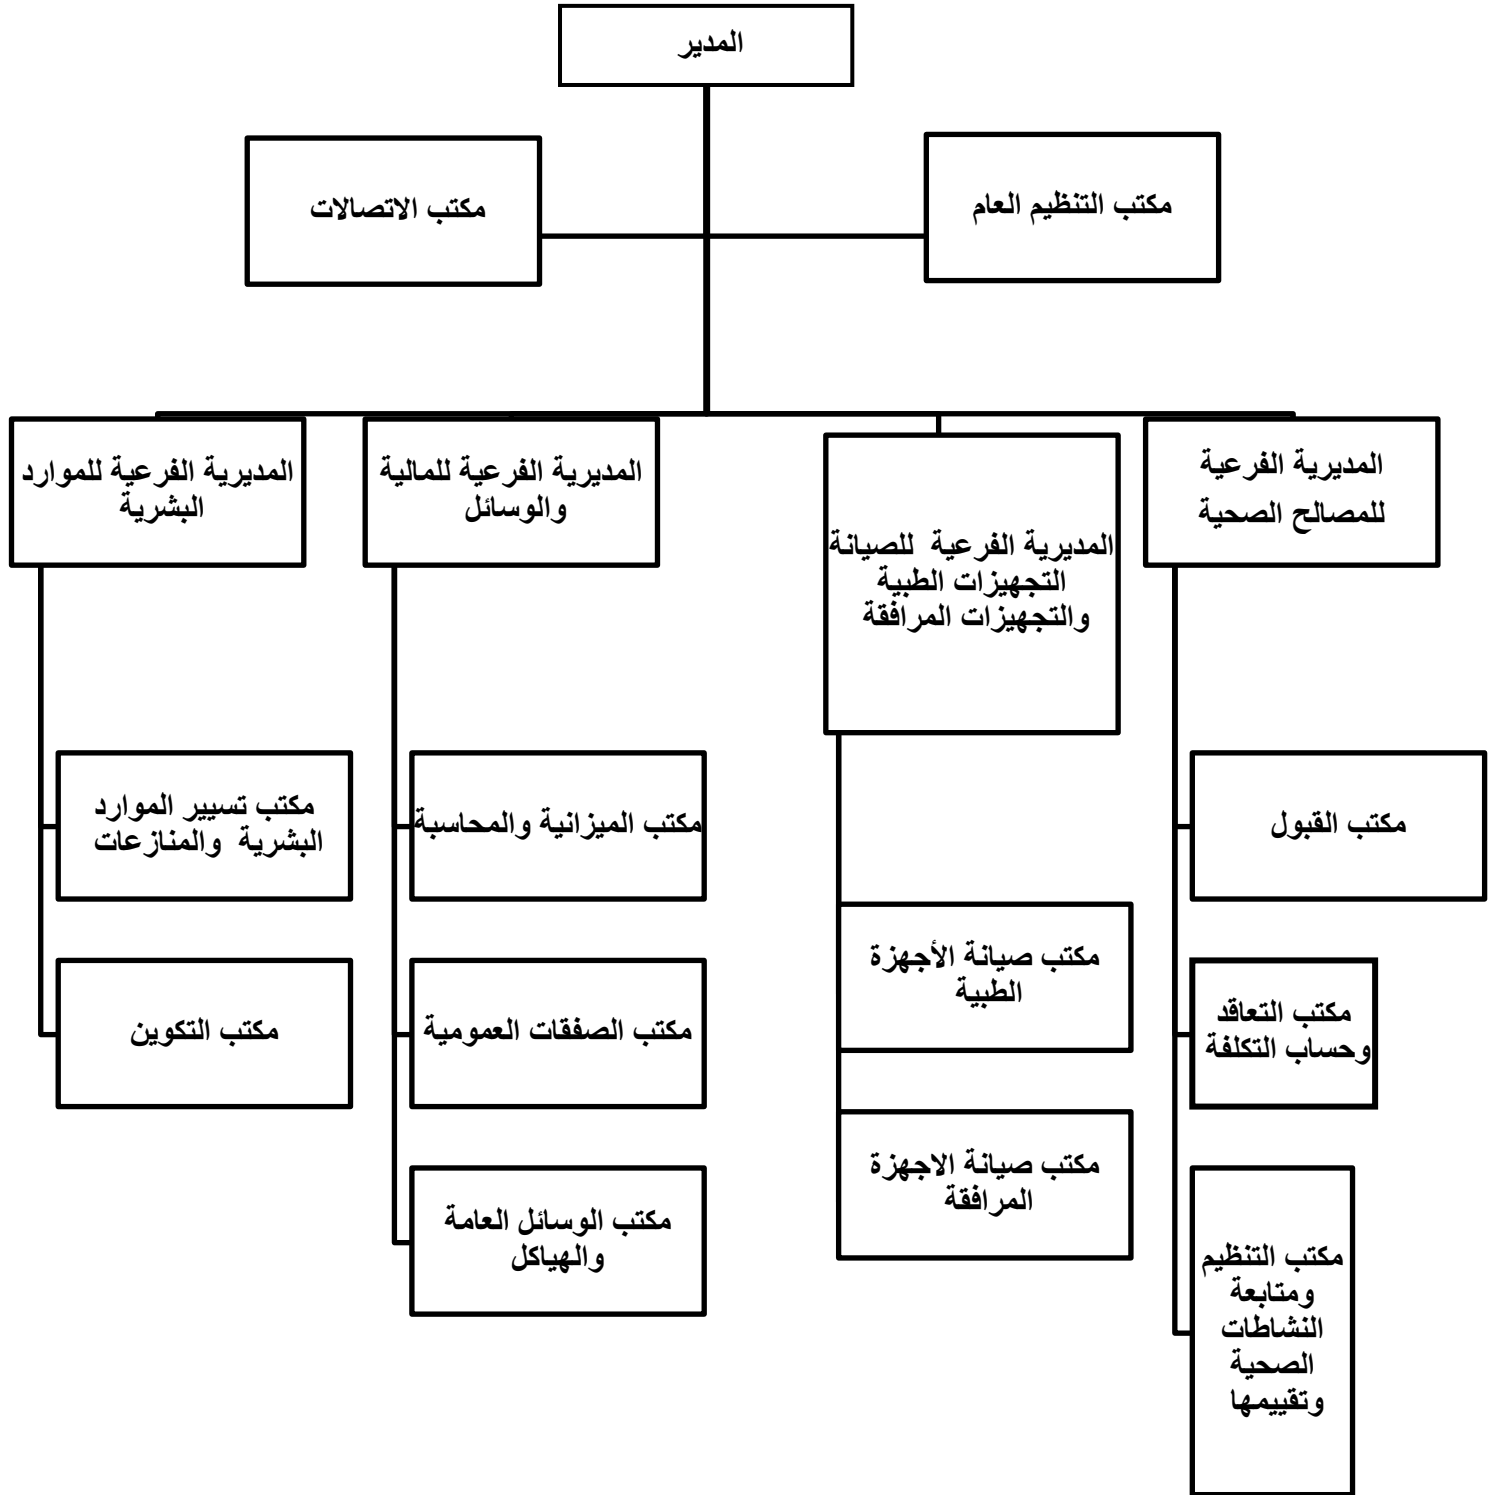 المدير
مكتب التنظيم العام
مكتب الاتصالات
المديرية الفرعية
للمصالح الصحية
المديرية الفرعية للصيانة
التجهيزات الطبية
والتجهيزات المرافقة
المديرية الفرعية للمالية
والوسائل
المديرية الفرعية للموارد
البشرية
مكتب القبول
مكتب التعاقد
وحساب التكلفة
مكتب التنظيم
ومتابعة
النشاطات
الصحية
وتقييمها
مكتب صيانة الأجهزة
الطبية
مكتب صيانة الاجهزة
المرافقة
مكتب الميزانية والمحاسبة
مكتب الصفقات العمومية
مكتب الوسائل العامة
والهياكل
مكتب تسيير الموارد
البشرية والمنازعات
مكتب التكوين